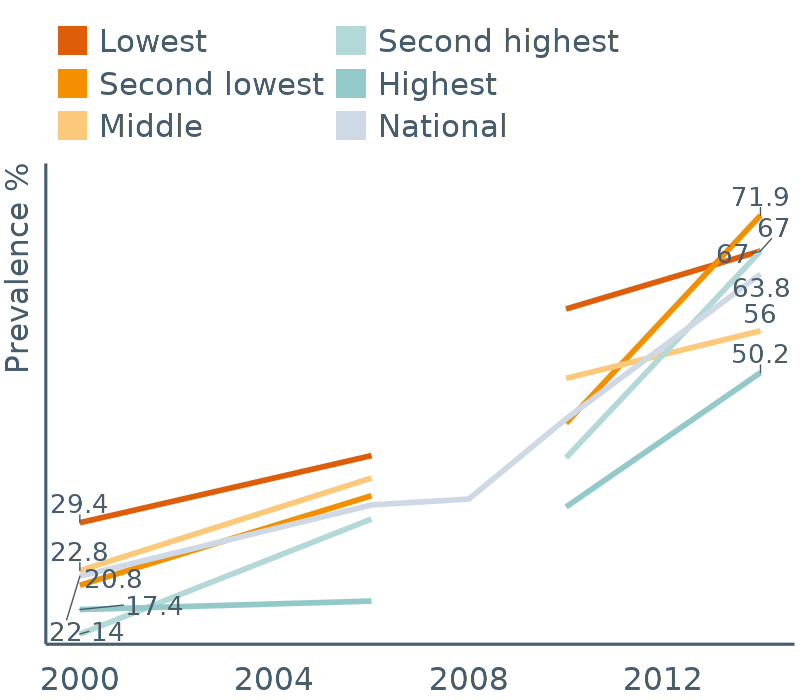 Lowest
Second lowest
Middle
Second highest
Highest
National
Prevalence %
71.9
67
67
63.8
56
50.2
29.4
22.8
20.8
17.4
22
14
2000
2004
2008
2012